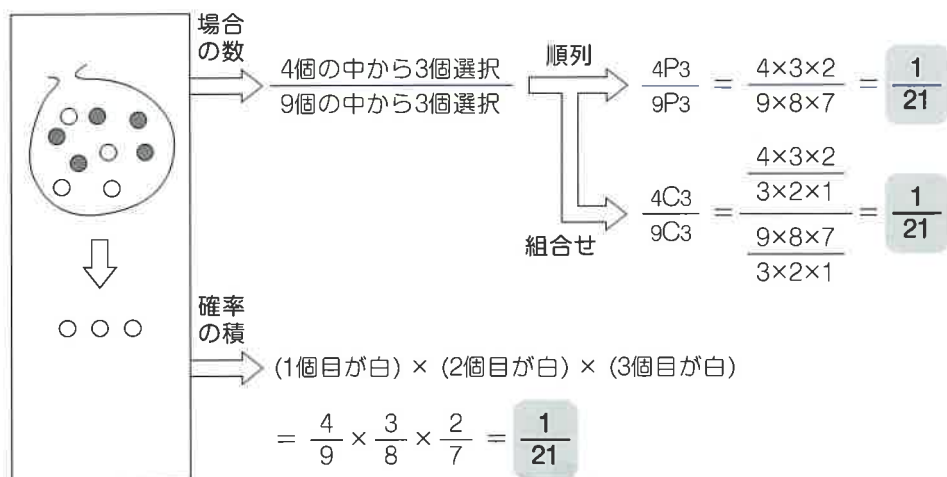 場合
の数
4個の中から3個選択
9個の中から3個選択
順列
4P3
9P3
=
4×3×2
9×8×7
=
1
21
組合せ
4C3
9C3
=
4×3×2
3×2×1
9×8×7
3×2×1
=
1
21
確率
の積
(1個目が白) × (2個目が白) × (3個目が白)
= 4/9 × 3/8 × 2/7 = 1/21